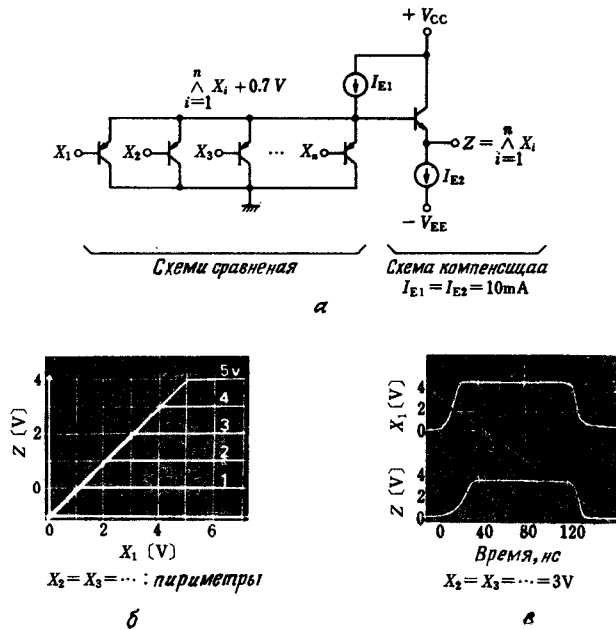 + V_CC
n
∧ X_i + 0.7 V
i=1
I_E1
X_1
X_2
X_3
...
X_n
n
Z = ∧ X_i
i=1
I_E2
− V_EE
Схеми сравненая
Схема компенсицаа
I_E1 = I_E2 = 10mA
а
5v
4
3
2
1
Z [V]
4
2
0
0 2 4 6
X_1 [V]
X_2 = X_3 = ··· : пириметры
б
X_1 [V]
4
2
0
Z [V]
4
2
0
0 40 80 120
Время, нс
X_2 = X_3 = ··· = 3V
в